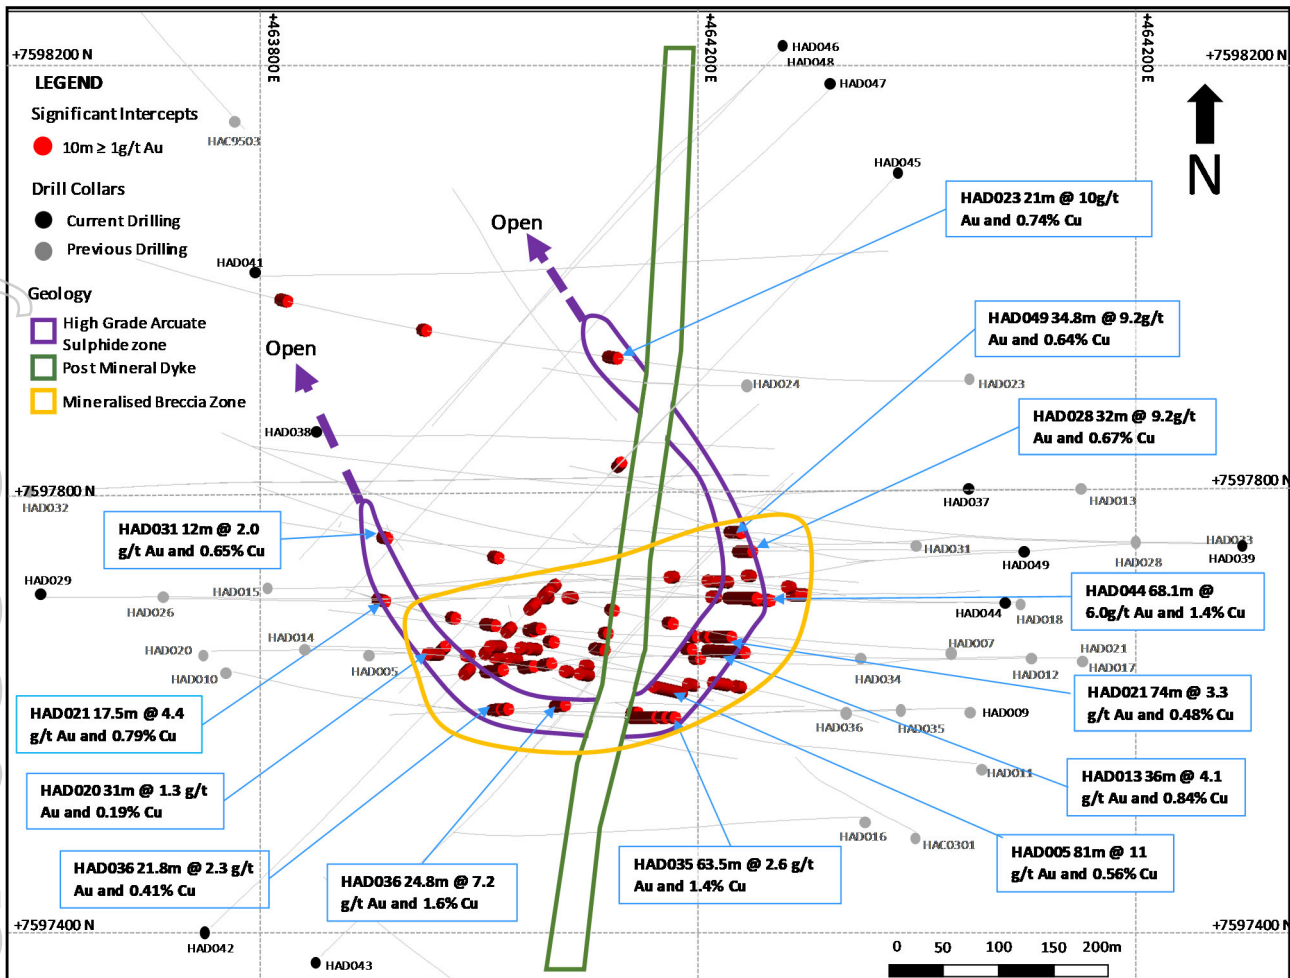 +463800 E
+464200 E
+464200 E
+7598200 N
+7598200 N
LEGEND
Significant Intercepts
10m ≥ 1g/t Au
Drill Collars
Current Drilling
Previous Drilling
Geology
High Grade Arcuate
Sulphide zone
Post Mineral Dyke
Mineralised Breccia Zone
N
HAD046
HAD048
HAD047
HAC9503
HAD045
HAD023 21m @ 10g/t
Au and 0.74% Cu
Open
HAD041
HAD049 34.8m @ 9.2g/t
Au and 0.64% Cu
Open
HAD024
HAD023
HAD028 32m @ 9.2g/t
Au and 0.67% Cu
HAD038
+7597800 N
+7597800 N
HAD032
HAD037
HAD013
HAD031 12m @ 2.0
g/t Au and 0.65% Cu
HAD031
HAD049
HAD028
HAD033
HAD039
HAD029
HAD026
HAD015
HAD044 68.1m @
6.0g/t Au and 1.4% Cu
HAD044
HAD018
HAD014
HAD020
HAD005
HAD010
HAD007
HAD021
HAD034
HAD012
HAD017
HAD021 17.5m @ 4.4
g/t Au and 0.79% Cu
HAD021 74m @ 3.3
g/t Au and 0.48% Cu
HAD036
HAD035
HAD009
HAD020 31m @ 1.3 g/t
Au and 0.19% Cu
HAD011
HAD013 36m @ 4.1
g/t Au and 0.84% Cu
HAD016
HAC0301
HAD036 21.8m @ 2.3 g/t
Au and 0.41% Cu
HAD036 24.8m @ 7.2
g/t Au and 1.6% Cu
HAD035 63.5m @ 2.6 g/t
Au and 1.4% Cu
HAD005 81m @ 11
g/t Au and 0.56% Cu
+7597400 N
+7597400 N
HAD042
HAD043
0 50 100 150 200m